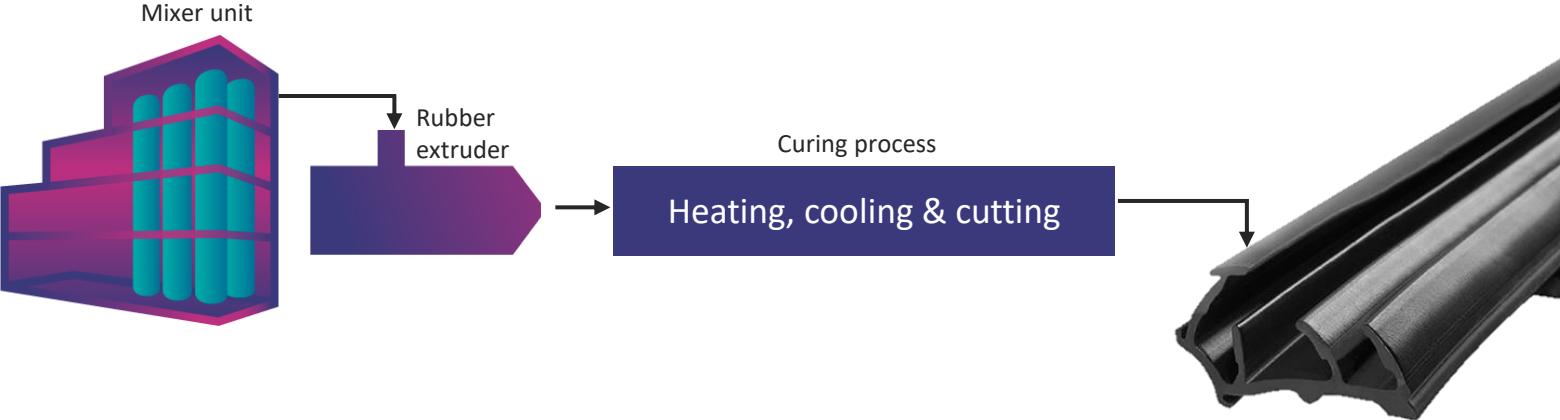 Mixer unit
Rubber
extruder
Curing process
Heating, cooling & cutting